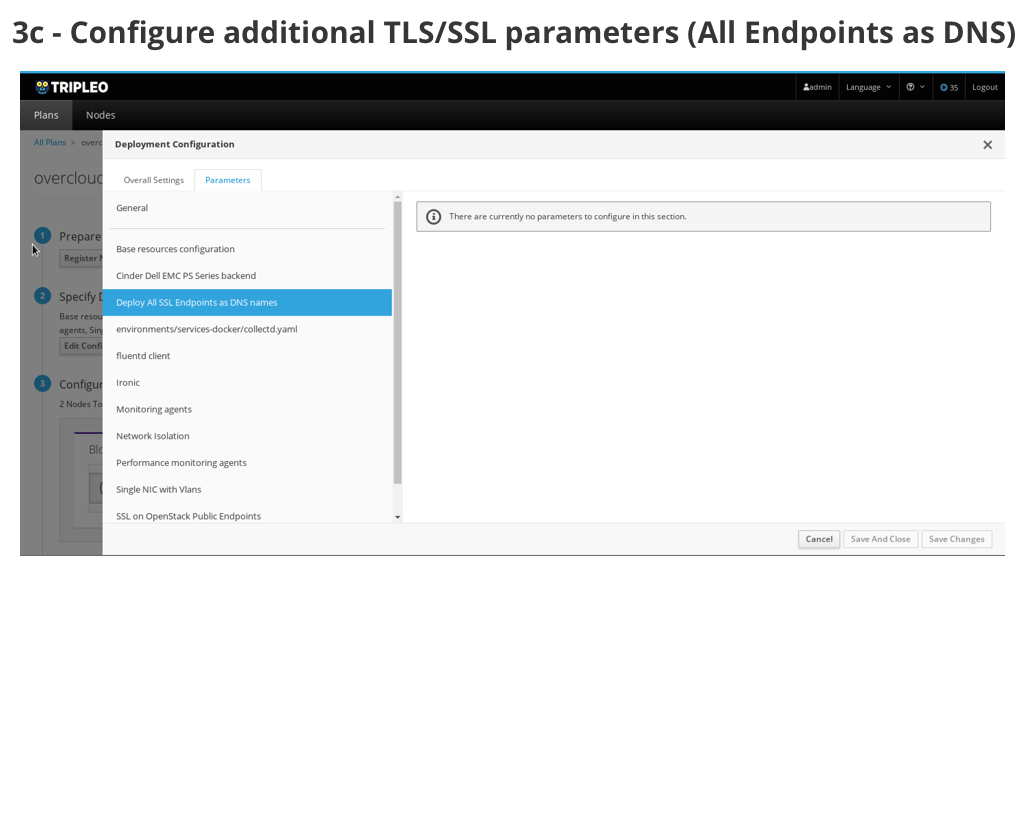 3c - Configure additional TLS/SSL parameters (All Endpoints as DNS)
TRIPLEO
admin
Language
35
Logout
Plans
Nodes
All Plans » overc
Deployment Configuration
overcloud
Overall Settings
Parameters
General
There are currently no parameters to configure in this section.
1
Prepare
Register
Base resources configuration
Cinder Dell EMC PS Series backend
2
Specify D
Deploy All SSL Endpoints as DNS names
Base resou
agents, Sing
environments/services-docker/collectd.yaml
Edit Confi
fluentd client
3
Configur
Ironic
2 Nodes To
Monitoring agents
Network Isolation
Blo
Performance monitoring agents
Single NIC with Vlans
SSL on OpenStack Public Endpoints
Cancel
Save And Close
Save Changes